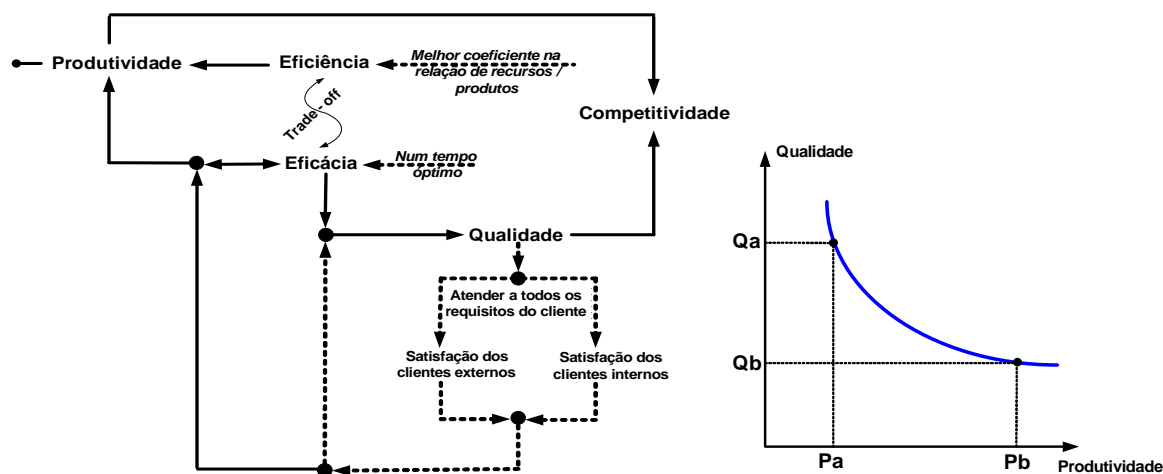 Produtividade
Eficiência
Melhor coeficiente na
relação de recursos /
produtos
Trade - off
Competitividade
Eficácia
Num tempo
óptimo
Qualidade
Atender a todos os
requisitos do cliente
Satisfação dos
clientes externos
Satisfação dos
clientes internos
Qualidade
Qa
Qb
Pa
Pb
Produtividade